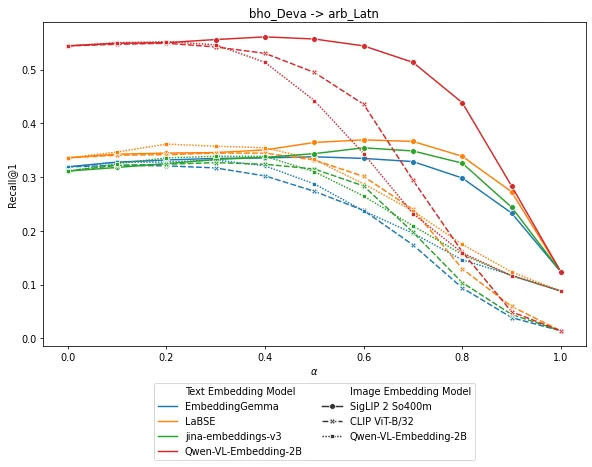 bho_Deva -> arb_Latn
Recall@1
0.5
0.4
0.3
0.2
0.1
0.0
0.0 0.2 0.4 0.6 0.8 1.0
α
Text Embedding Model
EmbeddingGemma
LaBSE
jina-embeddings-v3
Qwen-VL-Embedding-2B
Image Embedding Model
SigLIP 2 So400m
CLIP ViT-B/32
Qwen-VL-Embedding-2B